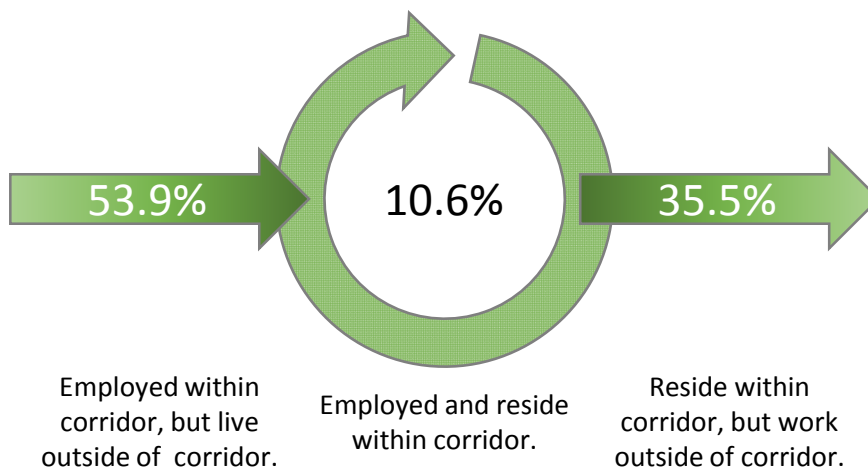 53.9%
10.6%
35.5%
Employed within
corridor, but live
outside of corridor.
Employed and reside
within corridor.
Reside within
corridor, but work
outside of corridor.